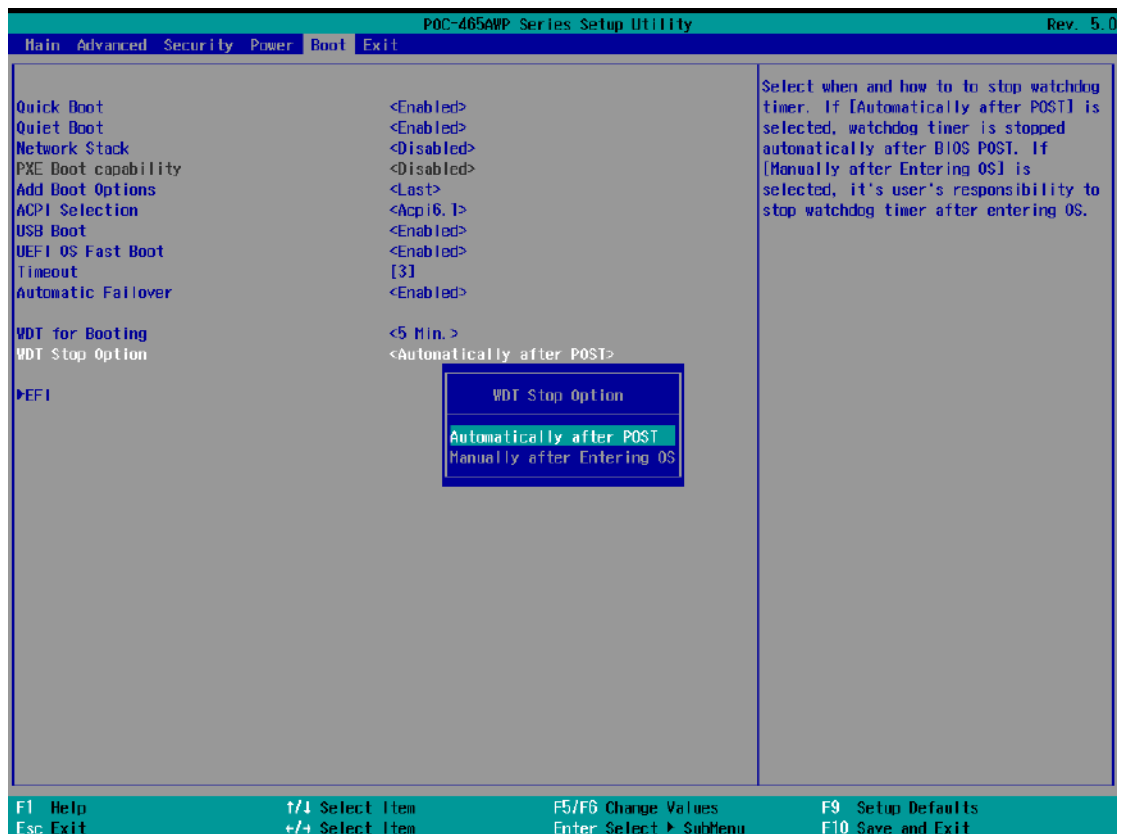 POC-465AWP Series Setup Utility Rev. 5.0
Main Advanced Security Power Boot Exit
Quick Boot <Enabled>
Quiet Boot <Enabled>
Network Stack <Disabled>
PXE Boot capability <Disabled>
Add Boot Options <Last>
ACPI Selection <Acpi6.1>
USB Boot <Enabled>
UEFI OS Fast Boot <Enabled>
Timeout [3]
Automatic Failover <Enabled>
WDT for Booting <5 Min.>
WDT Stop Option <Automatically after POST>
▶EFI
WDT Stop Option
Automatically after POST
Manually after Entering OS
Select when and how to to stop watchdog
timer. If [Automatically after POST] is
selected, watchdog timer is stopped
automatically after BIOS POST. If
[Manually after Entering OS] is
selected, it's user's responsibility to
stop watchdog timer after entering OS.
F1 Help ↑/↓ Select Item F5/F6 Change Values F9 Setup Defaults
Esc Exit ←/→ Select Item Enter Select ▶ SubMenu F10 Save and Exit